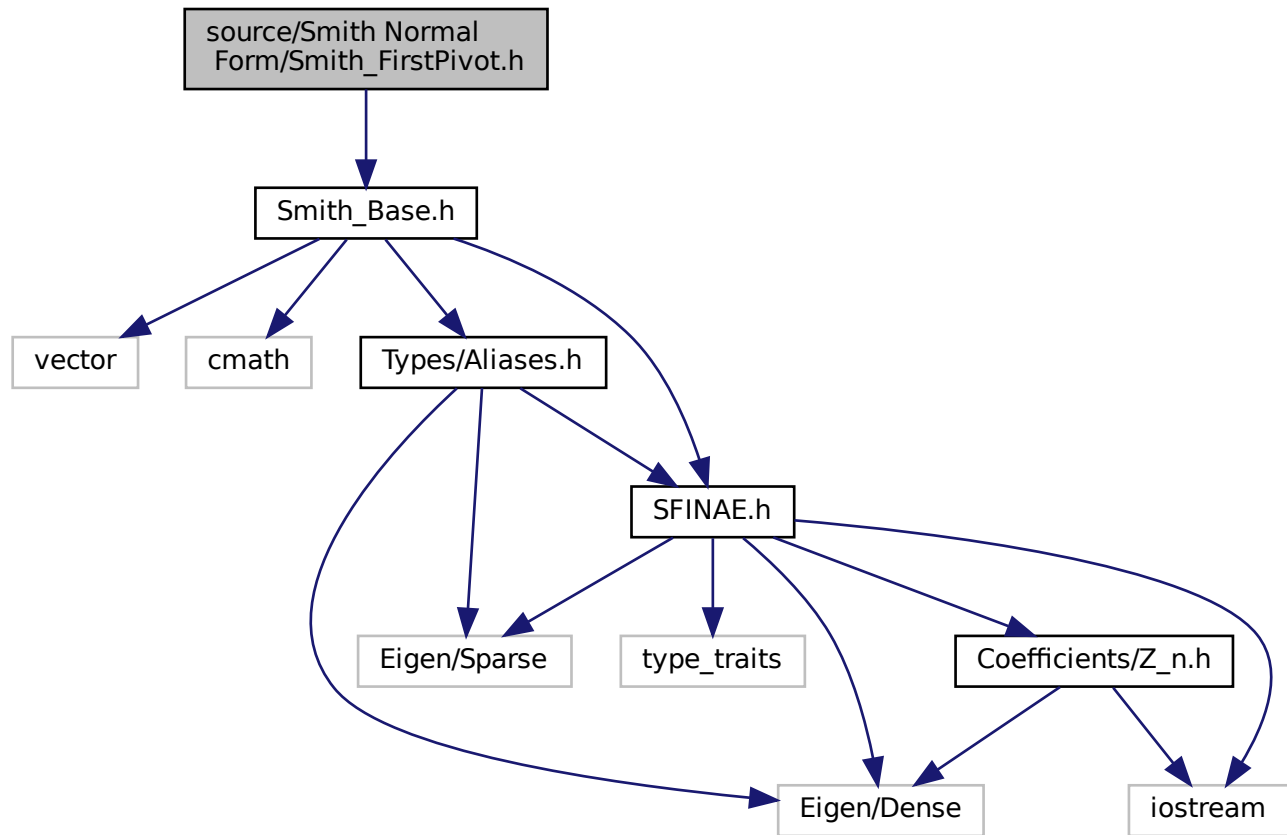 source/Smith Normal
Form/Smith_FirstPivot.h
Smith_Base.h
vector
cmath
Types/Aliases.h
SFINAE.h
Eigen/Sparse
type_traits
Coefficients/Z_n.h
Eigen/Dense
iostream